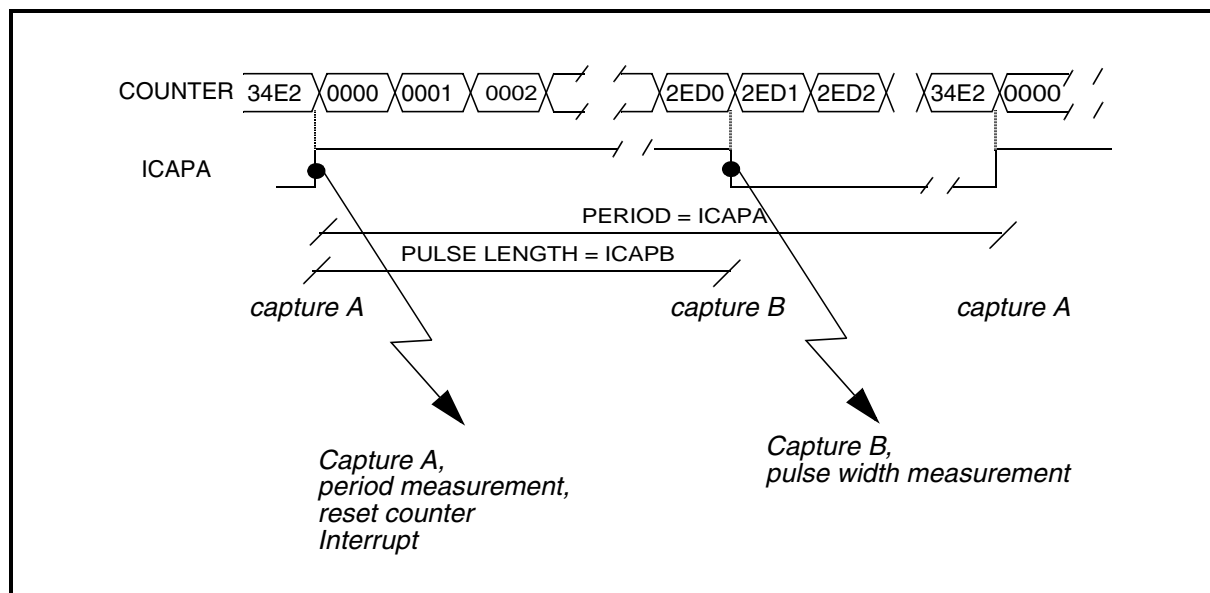 COUNTER 34E2 0000 0001 0002 2ED0 2ED1 2ED2 34E2 0000
ICAPA
PERIOD = ICAPA
PULSE LENGTH = ICAPB
capture A capture B capture A
Capture A,
period measurement,
reset counter
Interrupt
Capture B,
pulse width measurement